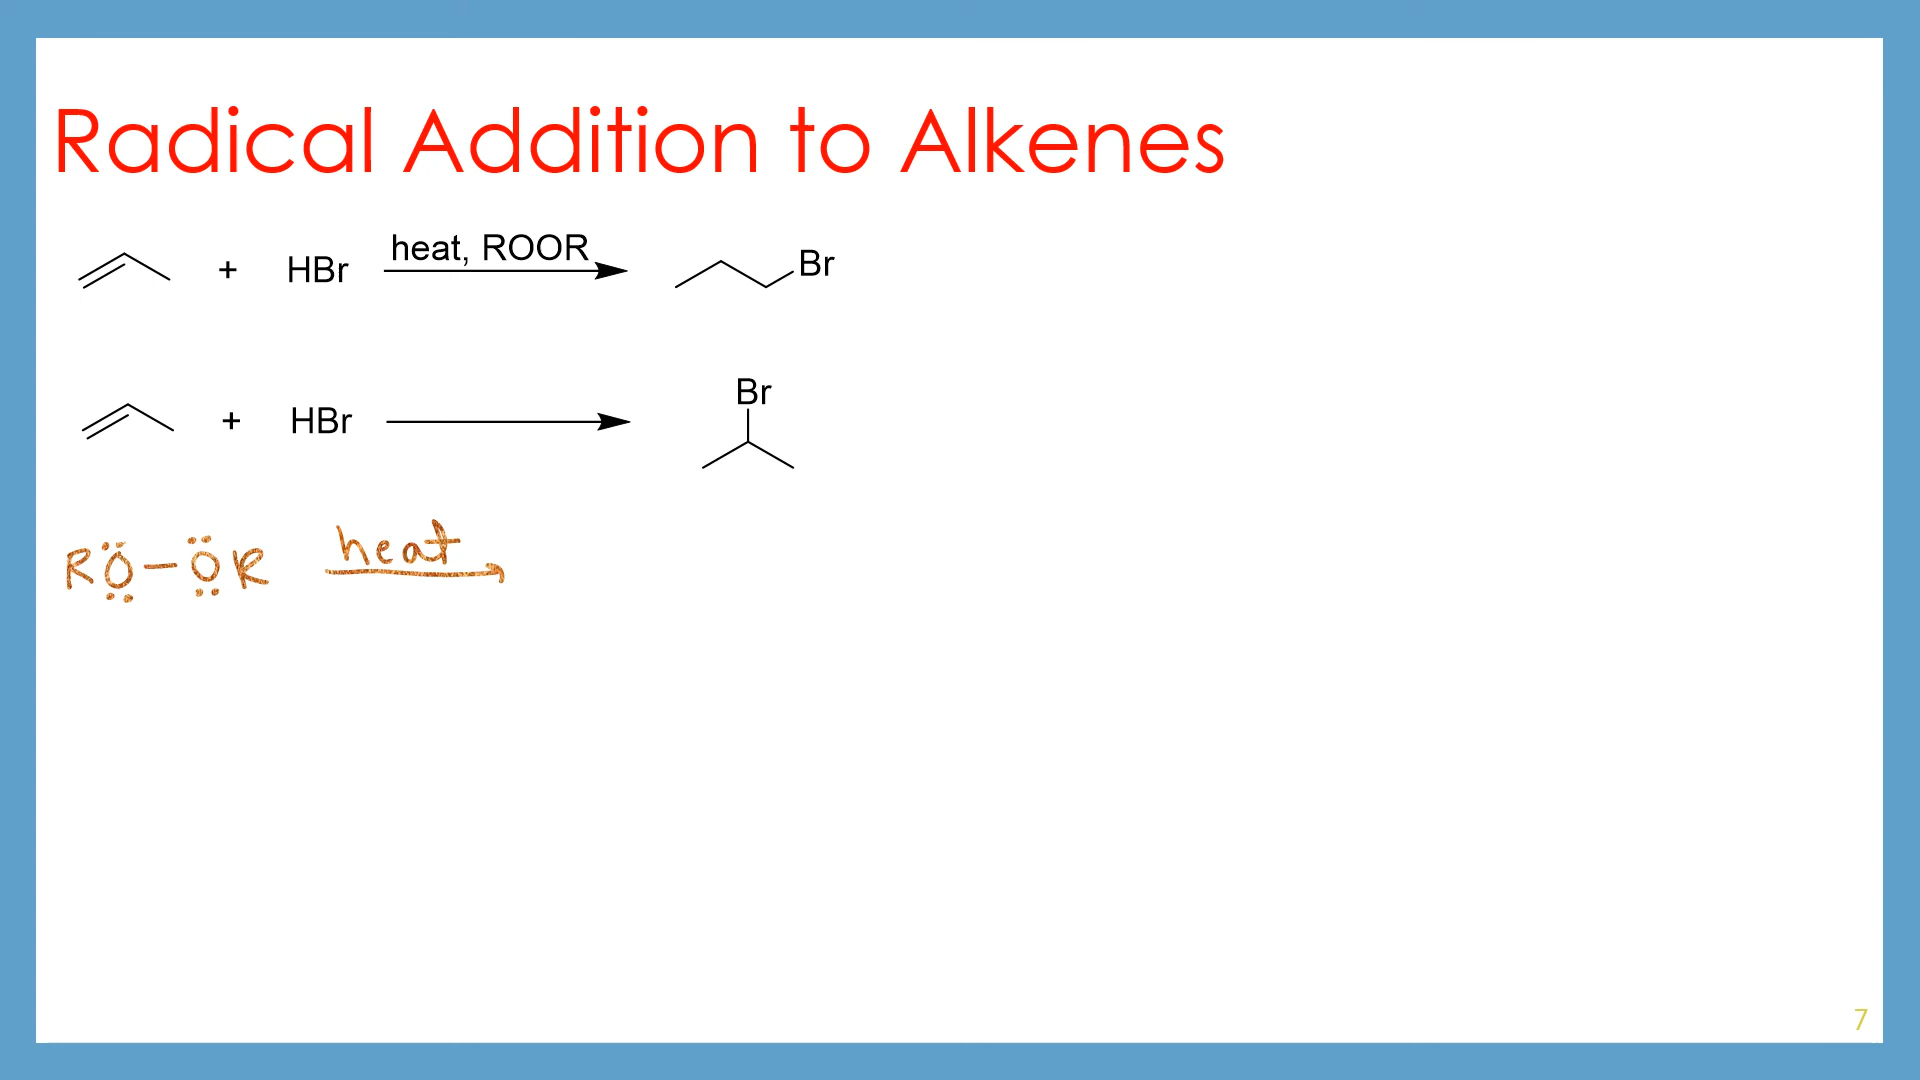 Radical Addition to Alkenes
+ HBr heat, ROOR Br
Br
+ HBr
RÖ-ÖR heat
7